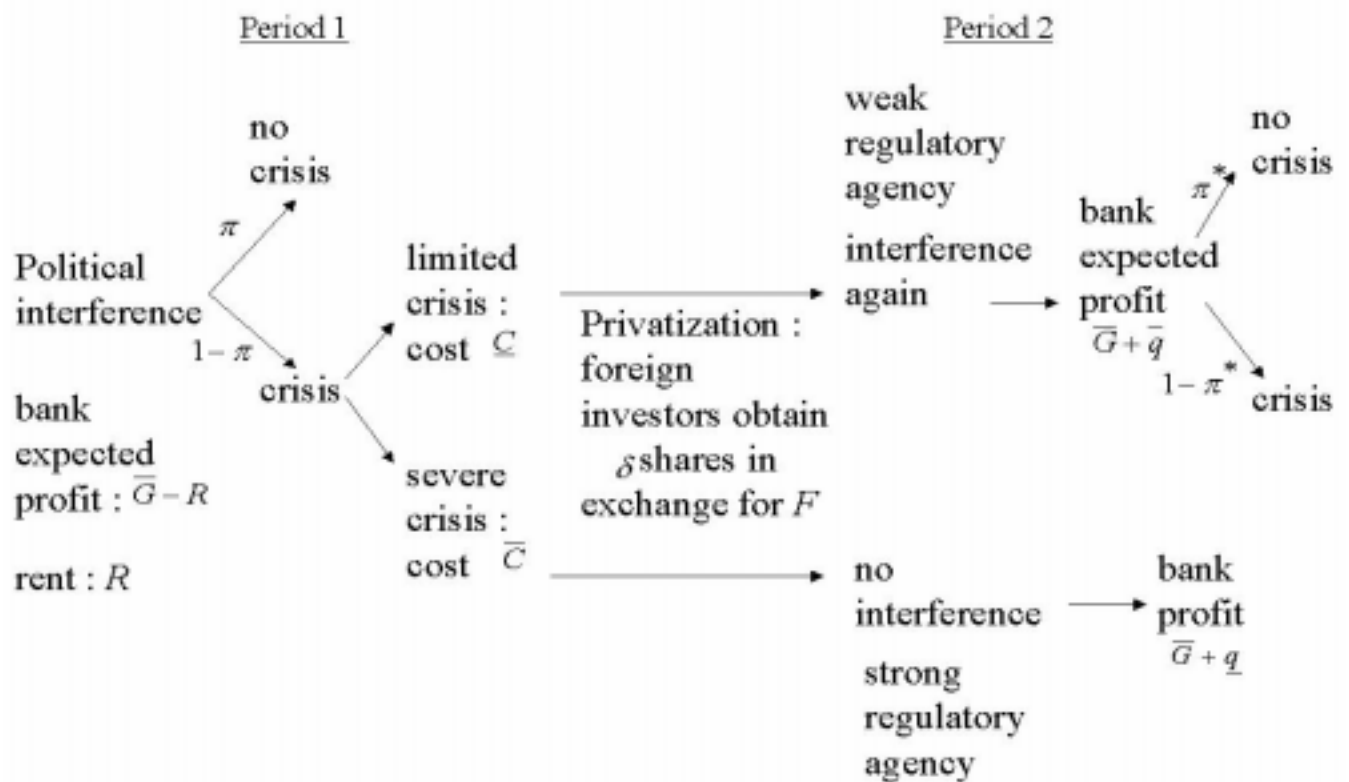 Period 1
Period 2
no
crisis
π
Political
interference
1 − π
crisis
bank
expected
profit : G̅ − R
rent : R
limited
crisis :
cost C̲
severe
crisis :
cost C̅
Privatization :
foreign
investors obtain
δ shares in
exchange for F
weak
regulatory
agency
interference
again
bank
expected
profit
G̅ + q̅
π*
no
crisis
1 − π*
crisis
no
interference
strong
regulatory
agency
bank
profit
G̅ + q̲